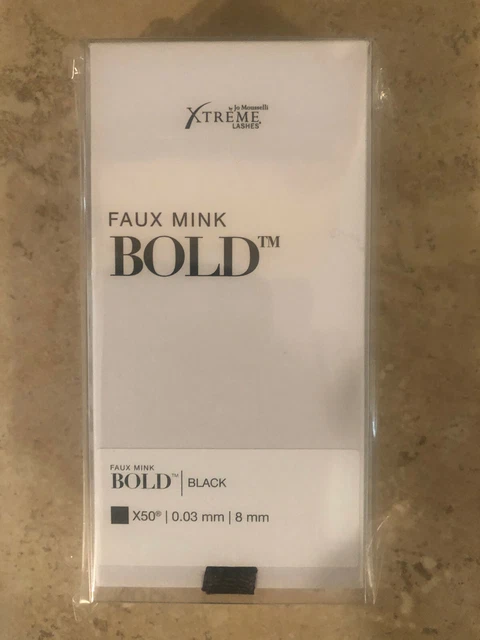 by Jo Mousselli
XTREME
LASHES®
FAUX MINK
BOLD™
FAUX MINK
BOLD™ | BLACK
X50® | 0.03 mm | 8 mm